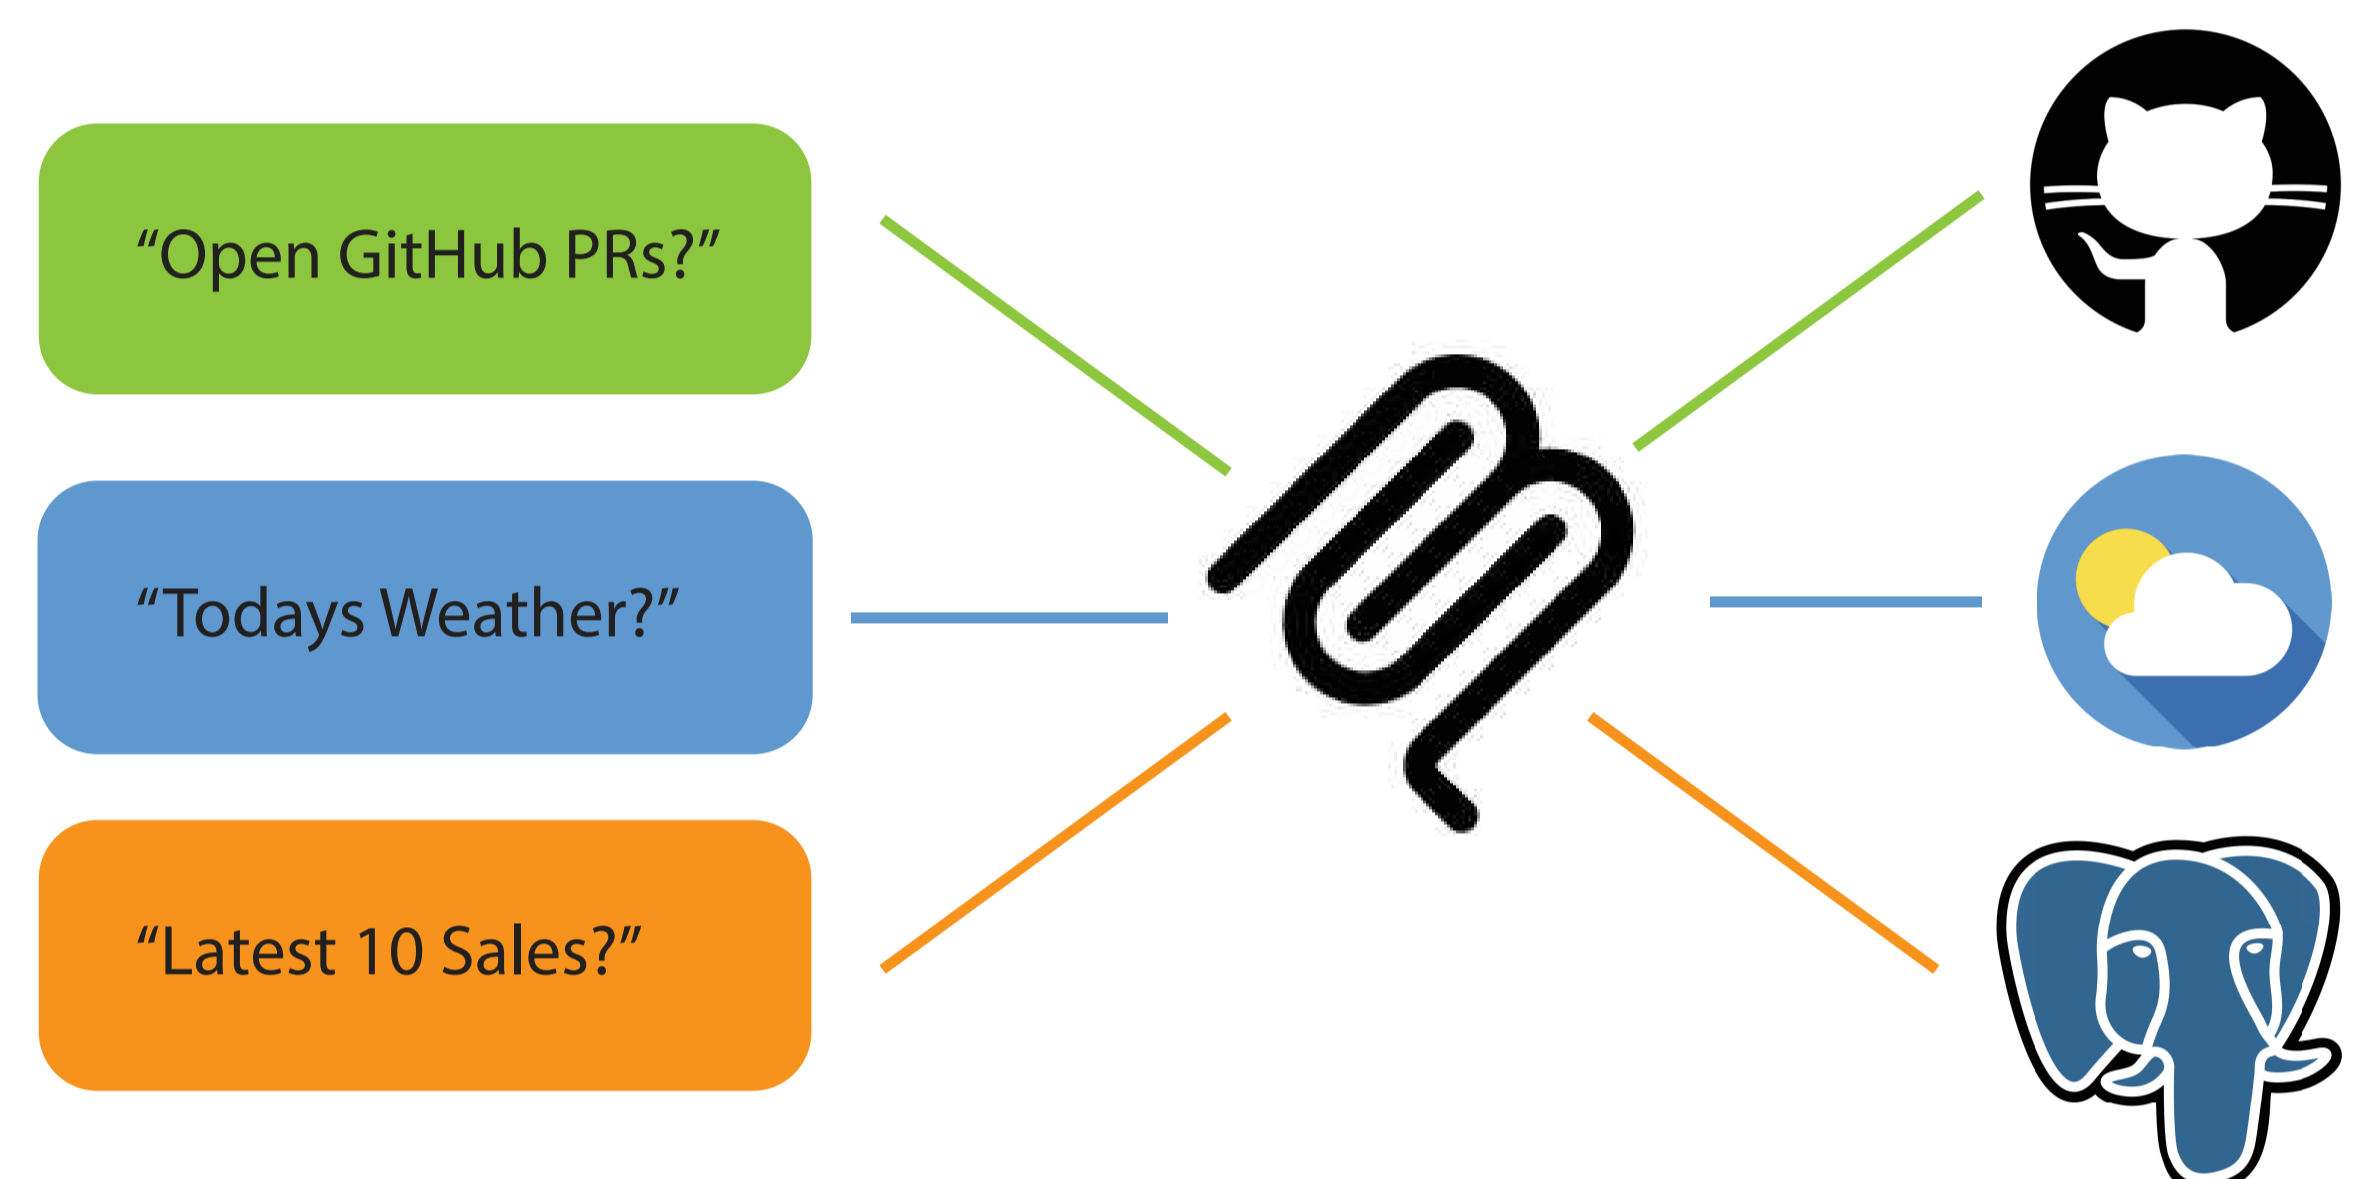 “Open GitHub PRs?”
“Todays Weather?”
“Latest 10 Sales?”